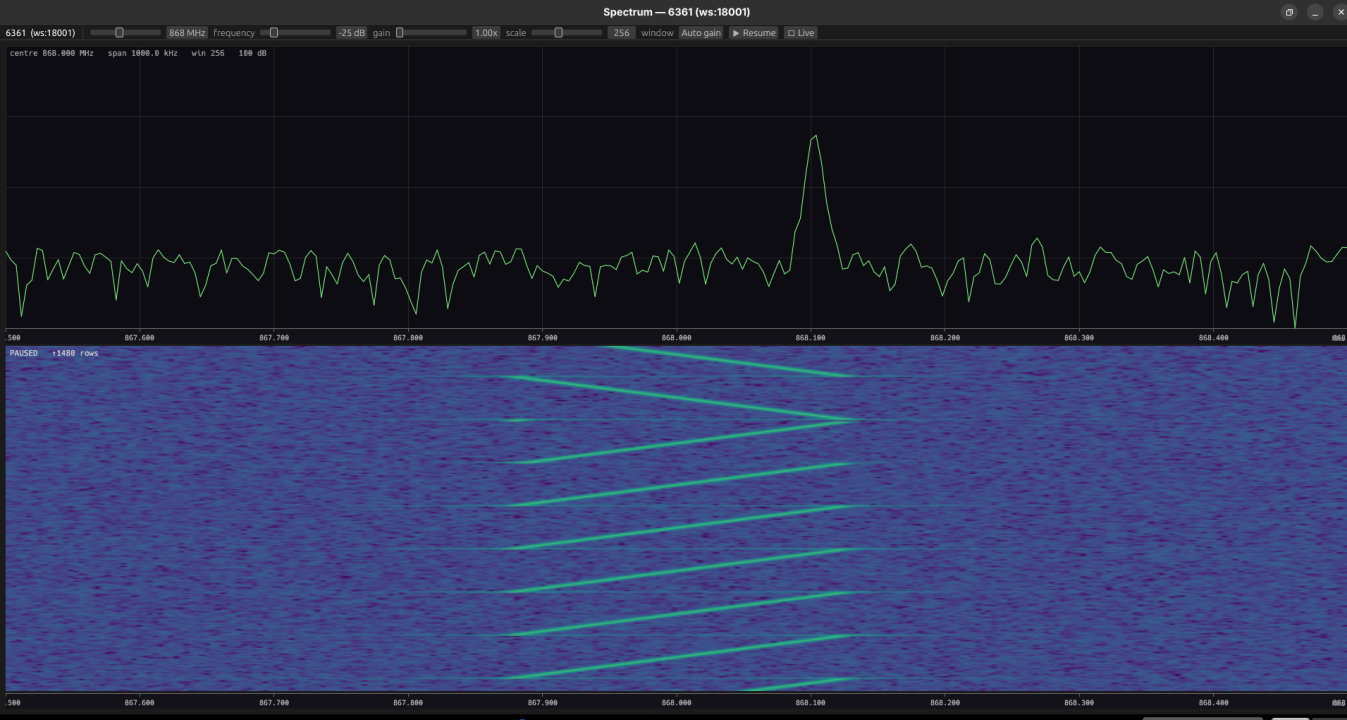 Spectrum — 6361 (ws:18001)
6361 (ws:18001) 868 MHz frequency -25 dB gain 1.00x scale 256 window Auto gain ▶ Resume □ Live
centre 868.000 MHz span 1000.0 kHz win 256 100 dB
.500 867.600 867.700 867.800 867.900 868.000 868.100 868.200 868.300 868.400
PAUSED ↑1480 rows
.500 867.600 867.700 867.800 867.900 868.000 868.100 868.200 868.300 868.400